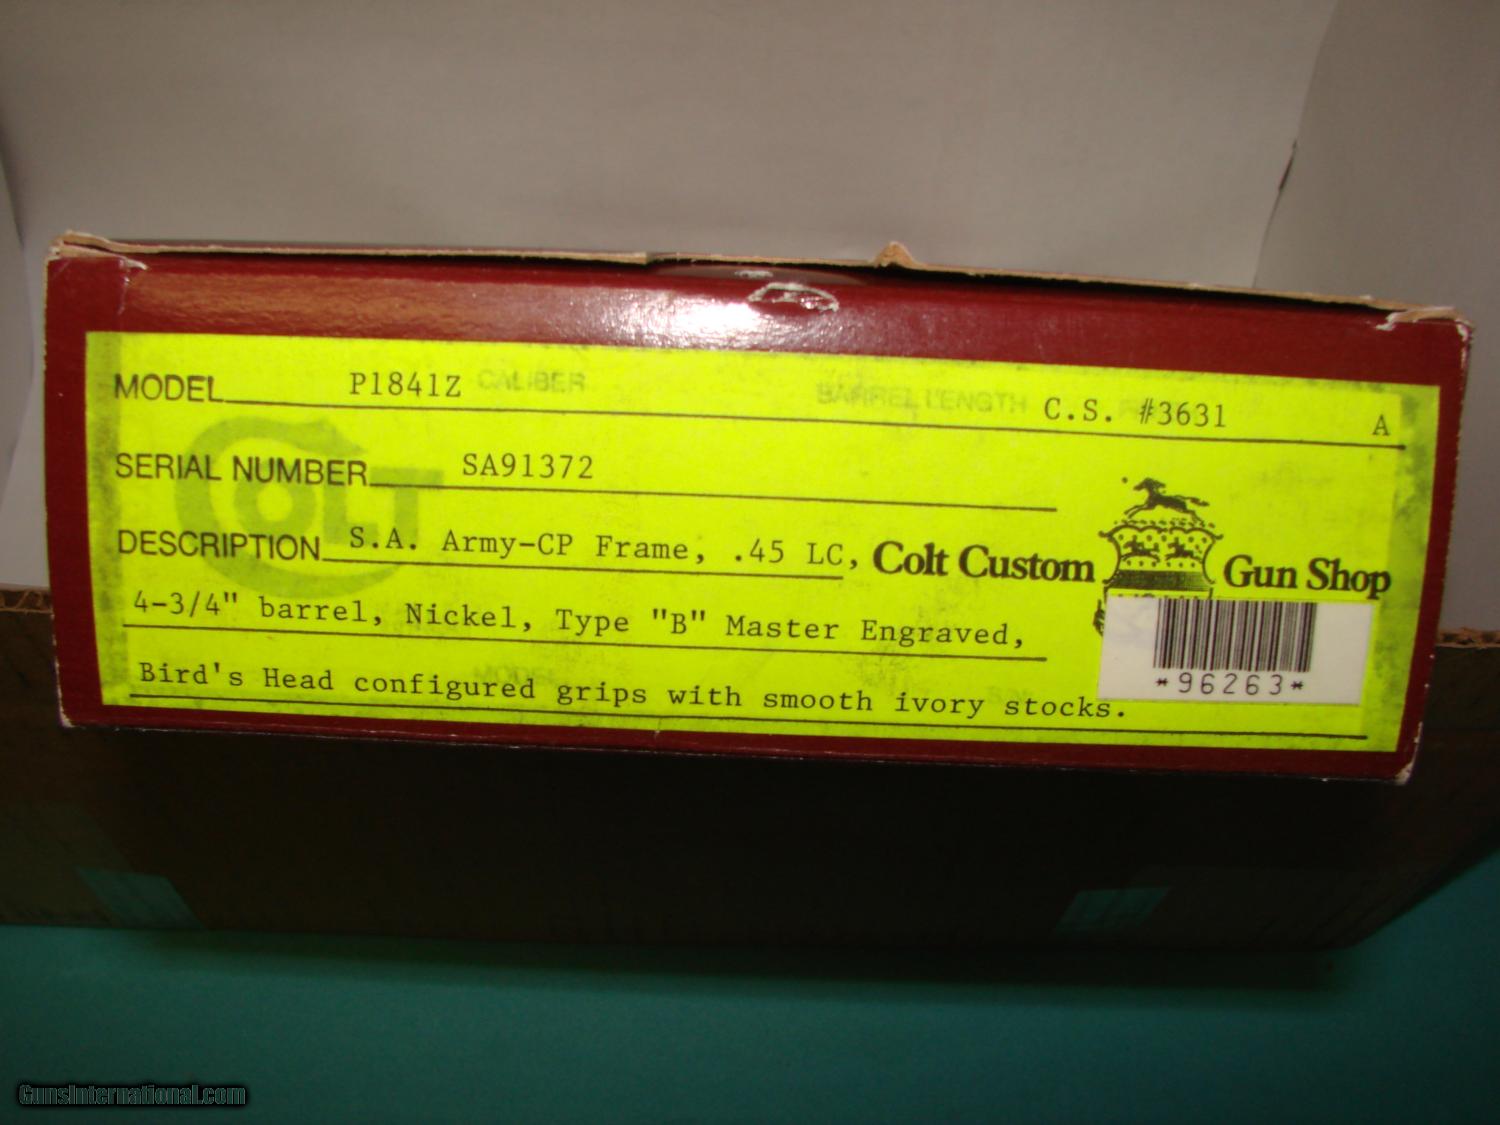 MODEL P1841Z CALIBER BARREL LENGTH C.S. #3631 A
SERIAL NUMBER SA91372
COLT
DESCRIPTION S.A. Army-CP Frame, .45 LC, Colt Custom Gun Shop
4-3/4" barrel, Nickel, Type "B" Master Engraved,
*96263*
Bird's Head configured grips with smooth ivory stocks.
MODEL
GunsInternational.com